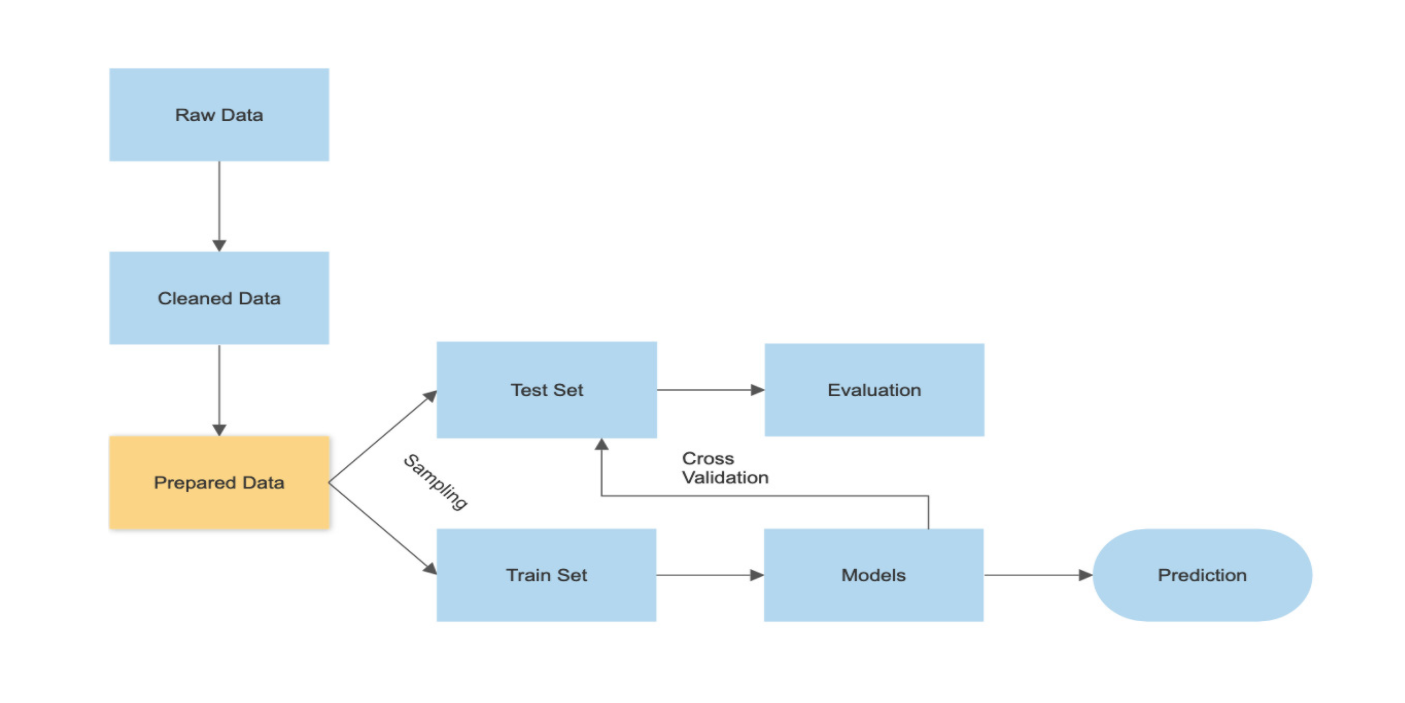 Raw Data
Cleaned Data
Prepared Data
Sampling
Test Set
Evaluation
Cross
Validation
Train Set
Models
Prediction